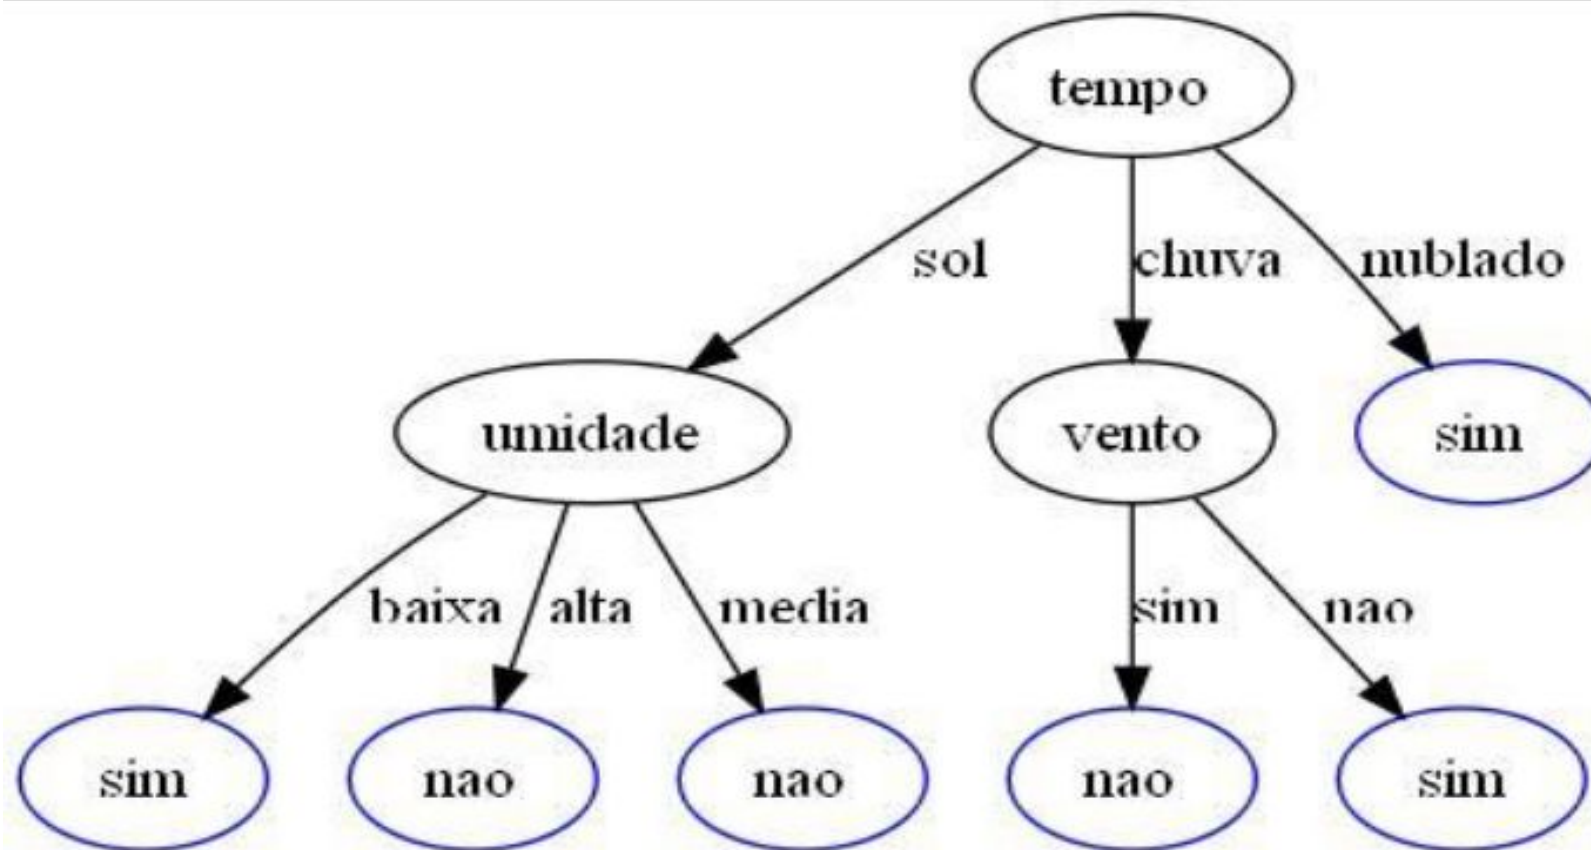 tempo
sol chuva nublado
umidade vento sim
baixa alta media sim nao
sim nao nao nao sim